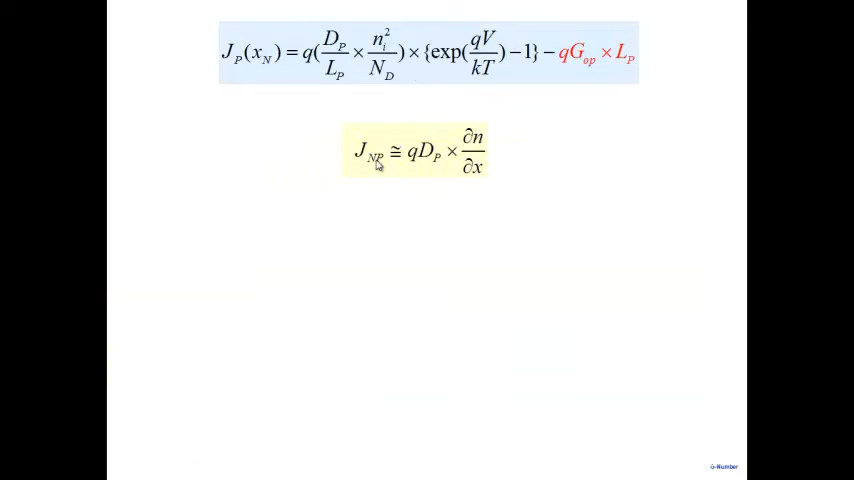 J_P(x_N) = q(D_P/L_P × n_i^2/N_D) × {exp(qV/kT) − 1} − qG_op × L_P
J_NP ≅ qD_P × ∂n/∂x
G-Number